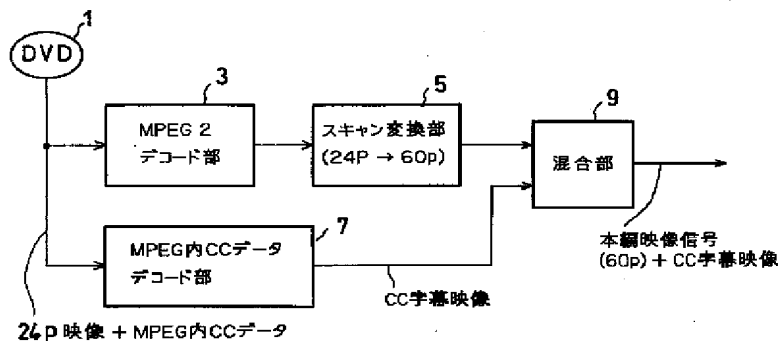 1
DVD
3
MPEG 2
デコード部
5
スキャン変換部
(24P → 60p)
9
混合部
7
MPEG内CCデータ
デコード部
CC字幕映像
本編映像信号
(60p) + CC字幕映像
24p 映像 + MPEG内CCデータ